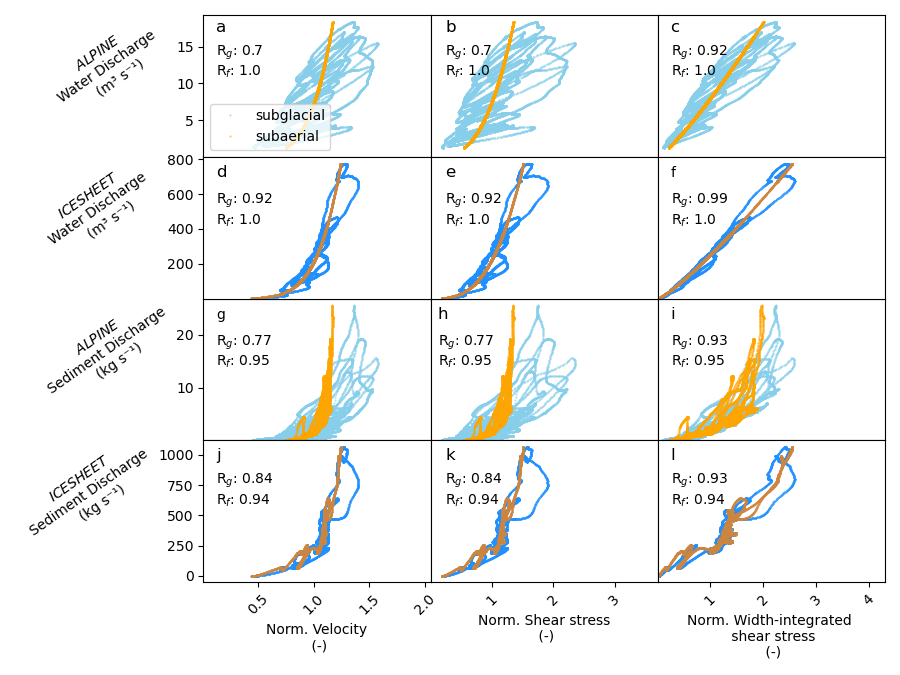 ALPINE
Water Discharge
(m³ s⁻¹)
15
10
5
a
R_g: 0.7
R_f: 1.0
subglacial
subaerial
b
R_g: 0.7
R_f: 1.0
c
R_g: 0.92
R_f: 1.0
ICESHEET
Water Discharge
(m³ s⁻¹)
800
600
400
200
d
R_g: 0.92
R_f: 1.0
e
R_g: 0.92
R_f: 1.0
f
R_g: 0.99
R_f: 1.0
ALPINE
Sediment Discharge
(kg s⁻¹)
20
10
g
R_g: 0.77
R_f: 0.95
h
R_g: 0.77
R_f: 0.95
i
R_g: 0.93
R_f: 0.95
ICESHEET
Sediment Discharge
(kg s⁻¹)
1000
750
500
250
0
j
R_g: 0.84
R_f: 0.94
k
R_g: 0.84
R_f: 0.94
l
R_g: 0.93
R_f: 0.94
0.5 1.0 1.5 2.0
Norm. Velocity
(-)
1 2 3
Norm. Shear stress
(-)
1 2 3 4
Norm. Width-integrated
shear stress
(-)